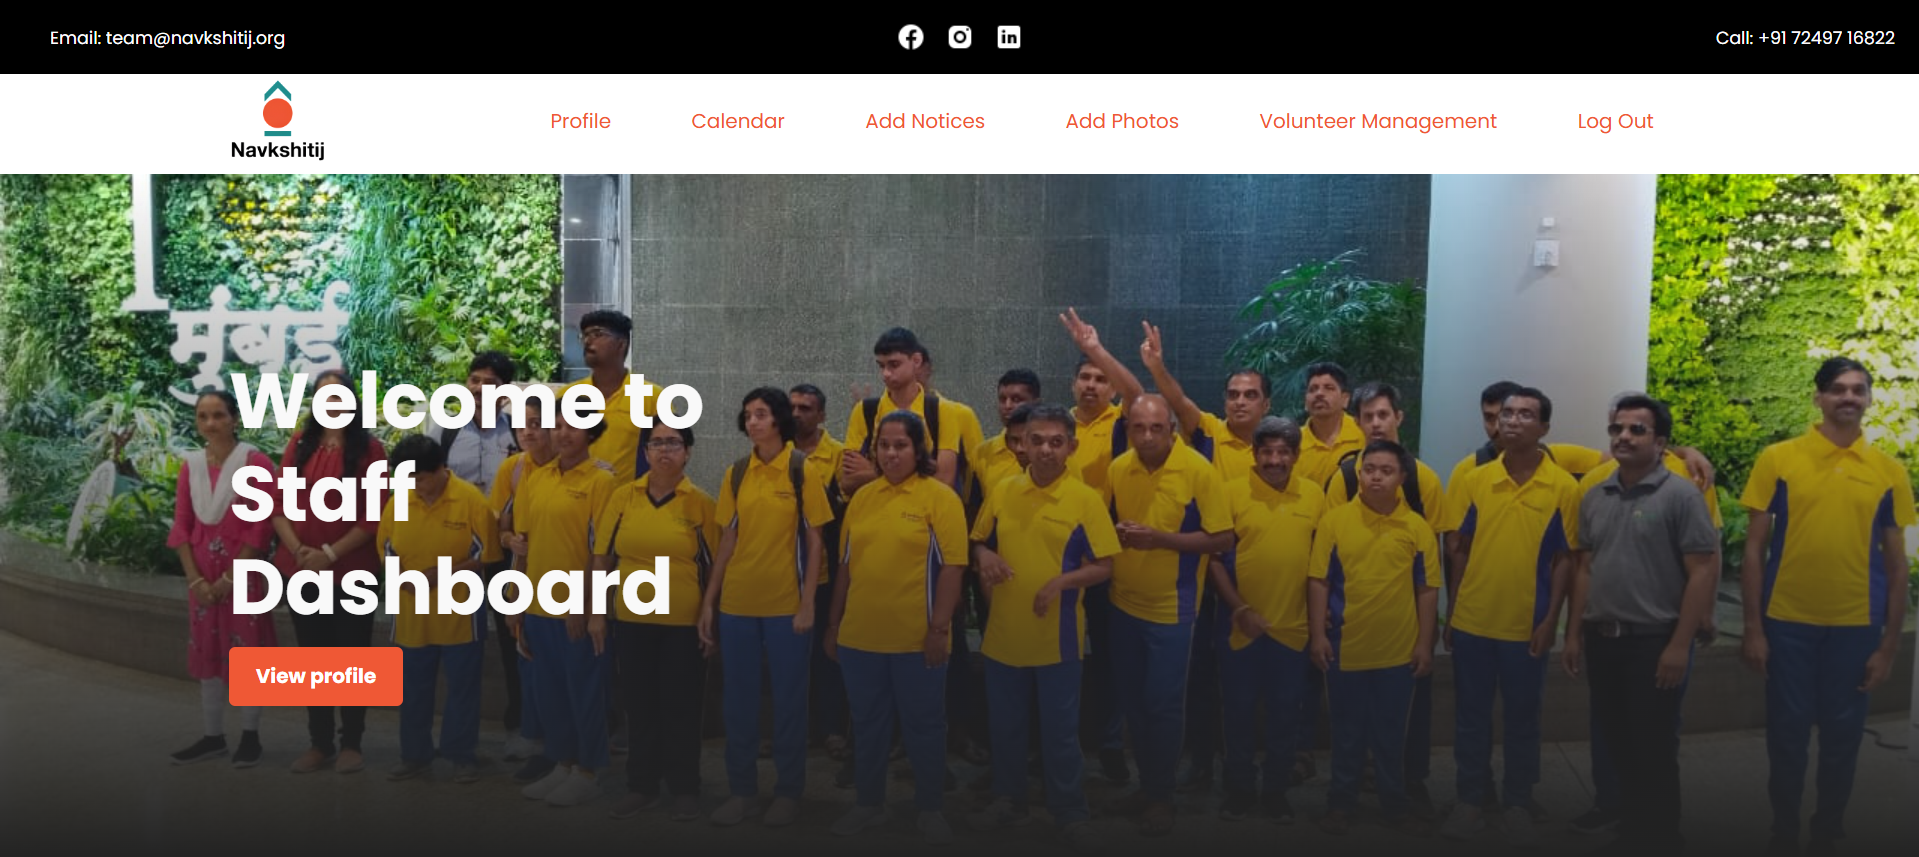 Email: team@navkshitij.org
Call: +91 72497 16822
Navkshitij
Profile
Calendar
Add Notices
Add Photos
Volunteer Management
Log Out
मुंबई
Welcome to
Staff
Dashboard
View profile